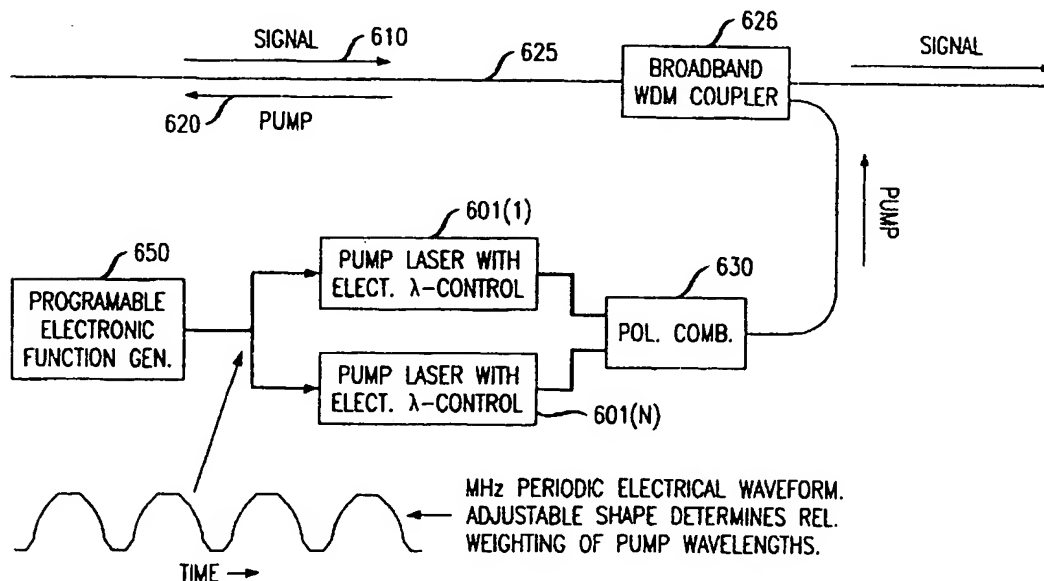 SIGNAL
610
625
626
SIGNAL
BROADBAND
WDM COUPLER
620
PUMP
PUMP
601(1)
650
PUMP LASER WITH
ELECT. λ-CONTROL
630
PROGRAMABLE
ELECTRONIC
FUNCTION GEN.
POL. COMB.
PUMP LASER WITH
ELECT. λ-CONTROL
601(N)
MHz PERIODIC ELECTRICAL WAVEFORM.
ADJUSTABLE SHAPE DETERMINES REL.
WEIGHTING OF PUMP WAVELENGTHS.
TIME